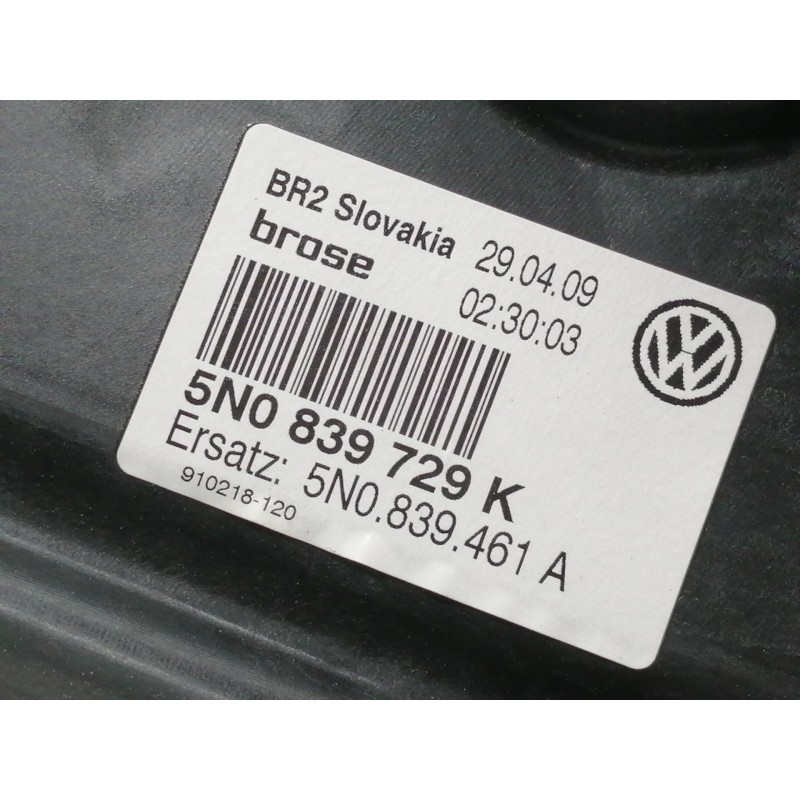 BR2 Slovakia 29.04.09
brose 02:30:03
5N0 839 729 K
Ersatz: 5N0.839.461 A
910218-120